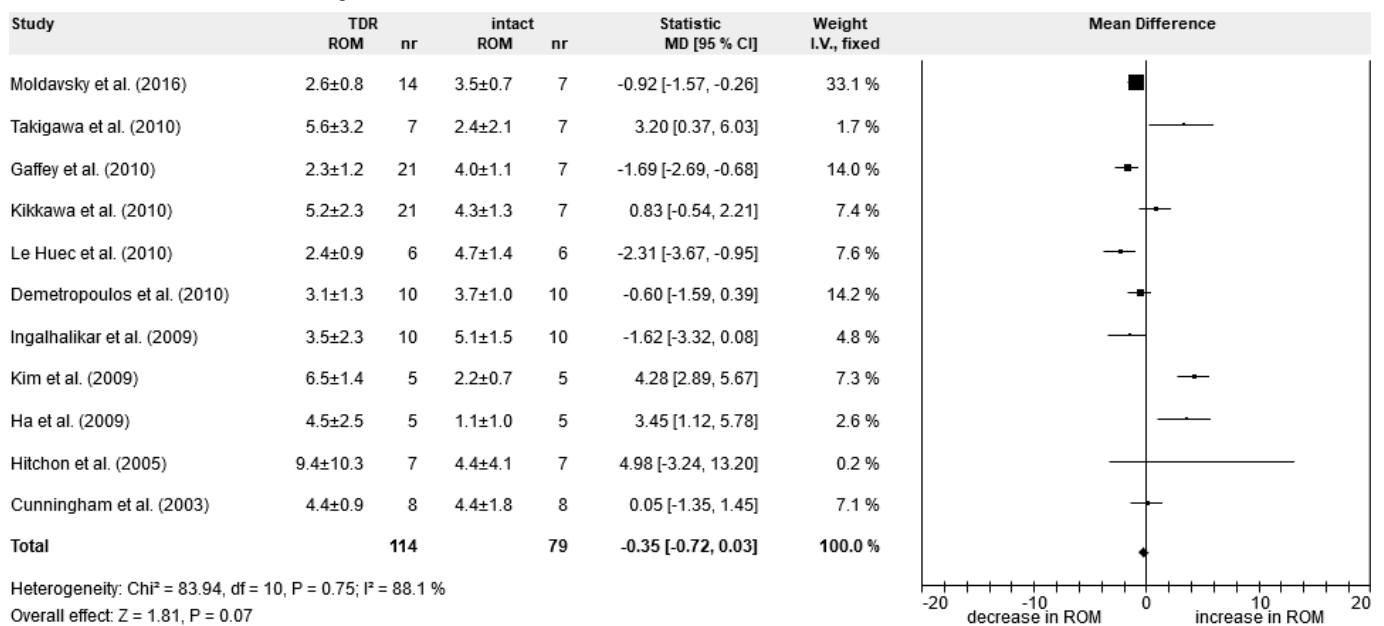 Study TDR intact Statistic Weight Mean Difference
ROM nr ROM nr MD [95 % CI] I.V., fixed
Moldavsky et al. (2016) 2.6±0.8 14 3.5±0.7 7 -0.92 [-1.57, -0.26] 33.1 %
Takigawa et al. (2010) 5.6±3.2 7 2.4±2.1 7 3.20 [0.37, 6.03] 1.7 %
Gaffey et al. (2010) 2.3±1.2 21 4.0±1.1 7 -1.69 [-2.69, -0.68] 14.0 %
Kikkawa et al. (2010) 5.2±2.3 21 4.3±1.3 7 0.83 [-0.54, 2.21] 7.4 %
Le Huec et al. (2010) 2.4±0.9 6 4.7±1.4 6 -2.31 [-3.67, -0.95] 7.6 %
Demetropoulos et al. (2010) 3.1±1.3 10 3.7±1.0 10 -0.60 [-1.59, 0.39] 14.2 %
Ingalhalikar et al. (2009) 3.5±2.3 10 5.1±1.5 10 -1.62 [-3.32, 0.08] 4.8 %
Kim et al. (2009) 6.5±1.4 5 2.2±0.7 5 4.28 [2.89, 5.67] 7.3 %
Ha et al. (2009) 4.5±2.5 5 1.1±1.0 5 3.45 [1.12, 5.78] 2.6 %
Hitchon et al. (2005) 9.4±10.3 7 4.4±4.1 7 4.98 [-3.24, 13.20] 0.2 %
Cunningham et al. (2003) 4.4±0.9 8 4.4±1.8 8 0.05 [-1.35, 1.45] 7.1 %
Total 114 79 -0.35 [-0.72, 0.03] 100.0 %
Heterogeneity: Chi² = 83.94, df = 10, P = 0.75; I² = 88.1 %
Overall effect: Z = 1.81, P = 0.07
-20 -10 0 10 20
decrease in ROM increase in ROM